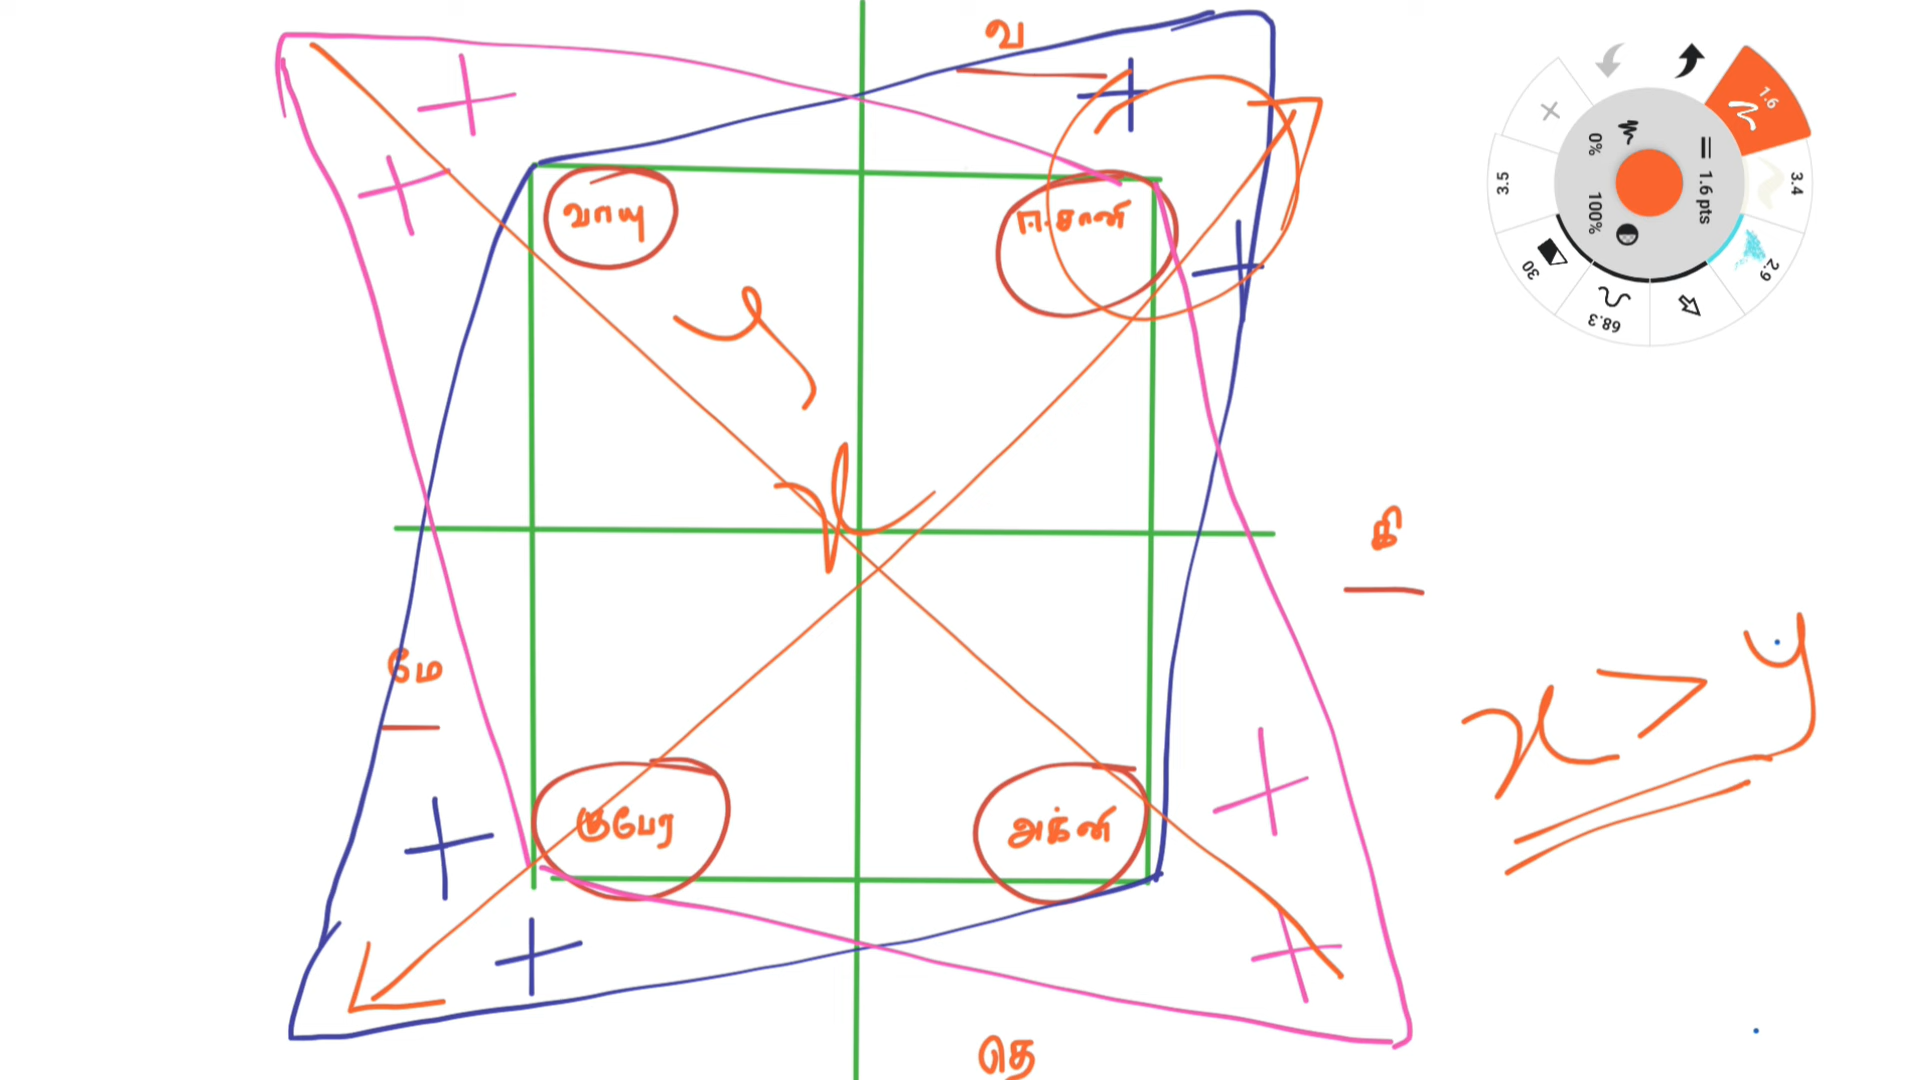 வ
வாயு
ஈசானி
y
x
கி
மே
x > y
குபேர
அக்னி
தெ
1.6
0%
1.6 pts
100%
3.5
3.4
30
68.3
2.9